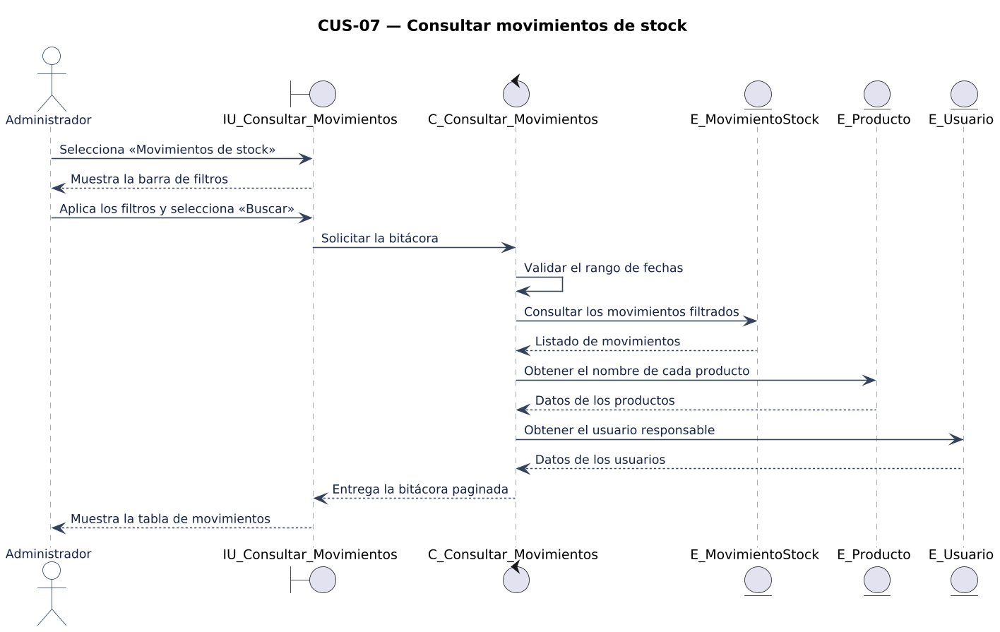 CUS-07 — Consultar movimientos de stock
Administrador
IU_Consultar_Movimientos
C_Consultar_Movimientos
E_MovimientoStock
E_Producto
E_Usuario
Selecciona «Movimientos de stock»
Muestra la barra de filtros
Aplica los filtros y selecciona «Buscar»
Solicitar la bitácora
Validar el rango de fechas
Consultar los movimientos filtrados
Listado de movimientos
Obtener el nombre de cada producto
Datos de los productos
Obtener el usuario responsable
Datos de los usuarios
Entrega la bitácora paginada
Muestra la tabla de movimientos
Administrador
IU_Consultar_Movimientos
C_Consultar_Movimientos
E_MovimientoStock
E_Producto
E_Usuario